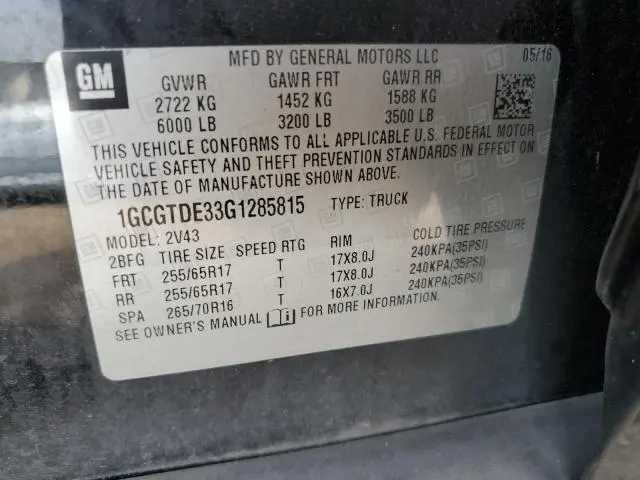 GM
MFD BY GENERAL MOTORS LLC 05/16
GVWR GAWR FRT GAWR RR
2722 KG 1452 KG 1588 KG
6000 LB 3200 LB 3500 LB
THIS VEHICLE CONFORMS TO ALL APPLICABLE U.S. FEDERAL MOTOR
VEHICLE SAFETY AND THEFT PREVENTION STANDARDS IN EFFECT ON
THE DATE OF MANUFACTURE SHOWN ABOVE.
1GCGTDE33G1285815 TYPE: TRUCK
MODEL: 2V43
2BFG TIRE SIZE SPEED RTG RIM COLD TIRE PRESSURE
FRT 255/65R17 T 17X8.0J 240KPA(35PSI)
RR 255/65R17 T 17X8.0J 240KPA(35PSI)
SPA 265/70R16 T 16X7.0J 240KPA(35PSI)
SEE OWNER'S MANUAL i FOR MORE INFORMATION.